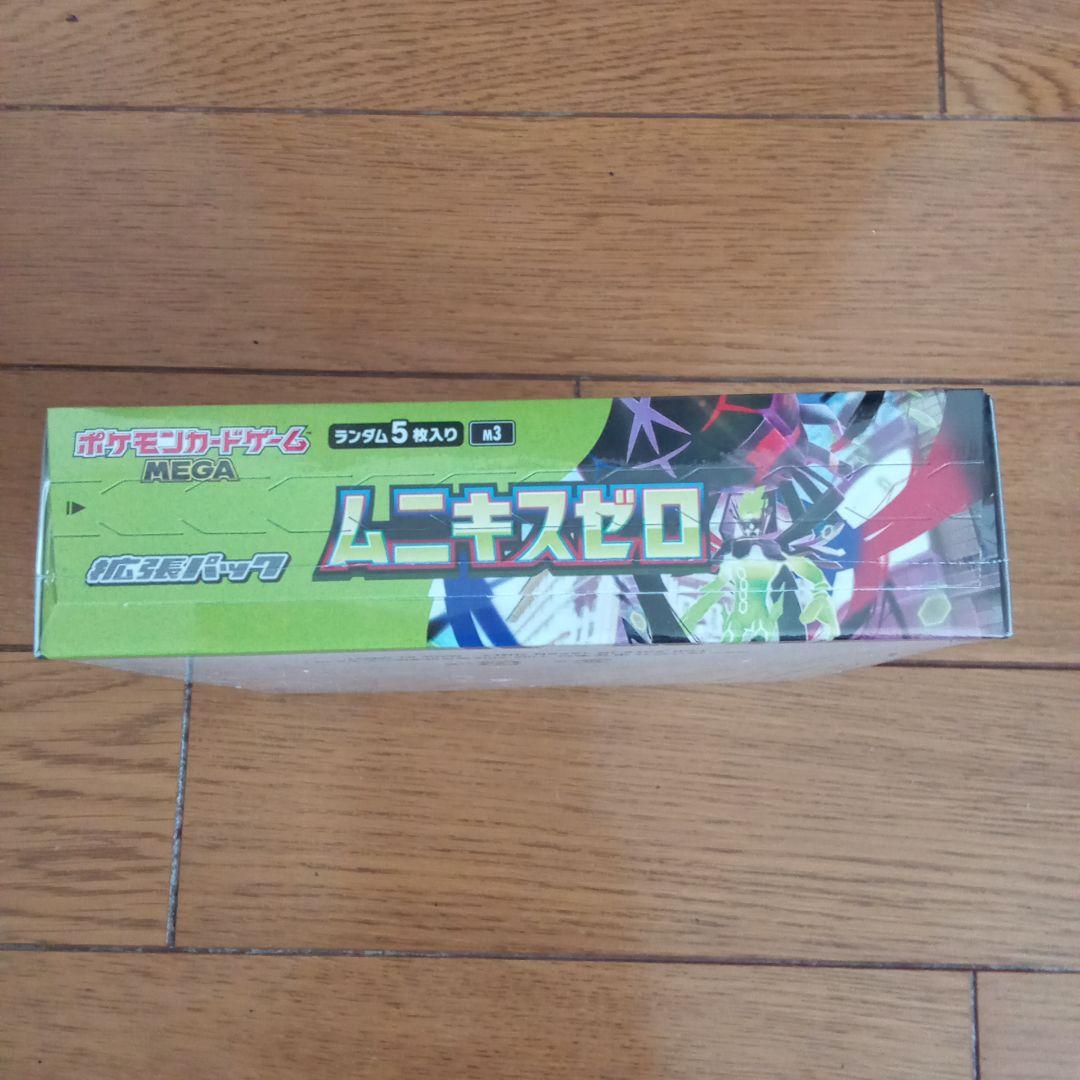 ポケモンカードゲーム
MEGA
ランダム5枚入り M3
ムニキスゼロ
拡張パック